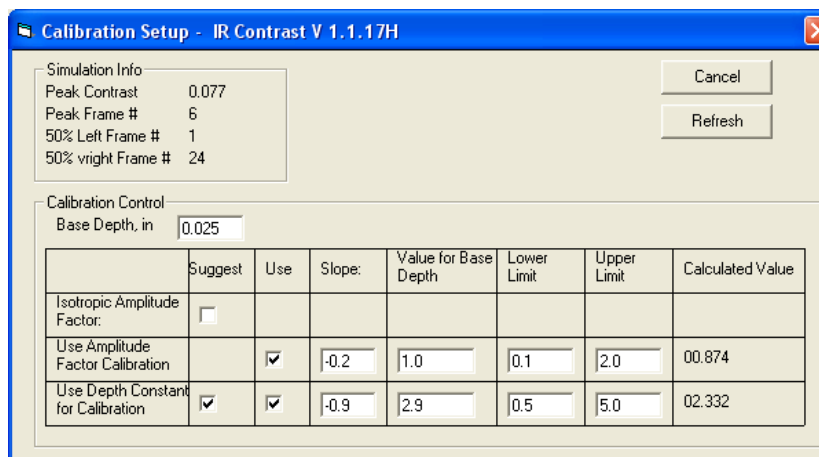 Calibration Setup - IR Contrast V 1.1.17H
Simulation Info
Peak Contrast 0.077
Peak Frame # 6
50% Left Frame # 1
50% vright Frame # 24
Cancel
Refresh
Calibration Control
Base Depth, in 0.025
Suggest Use Slope: Value for Base Depth Lower Limit Upper Limit Calculated Value
Isotropic Amplitude Factor:
Use Amplitude Factor Calibration -0.2 1.0 0.1 2.0 00.874
Use Depth Constant for Calibration -0.9 2.9 0.5 5.0 02.332